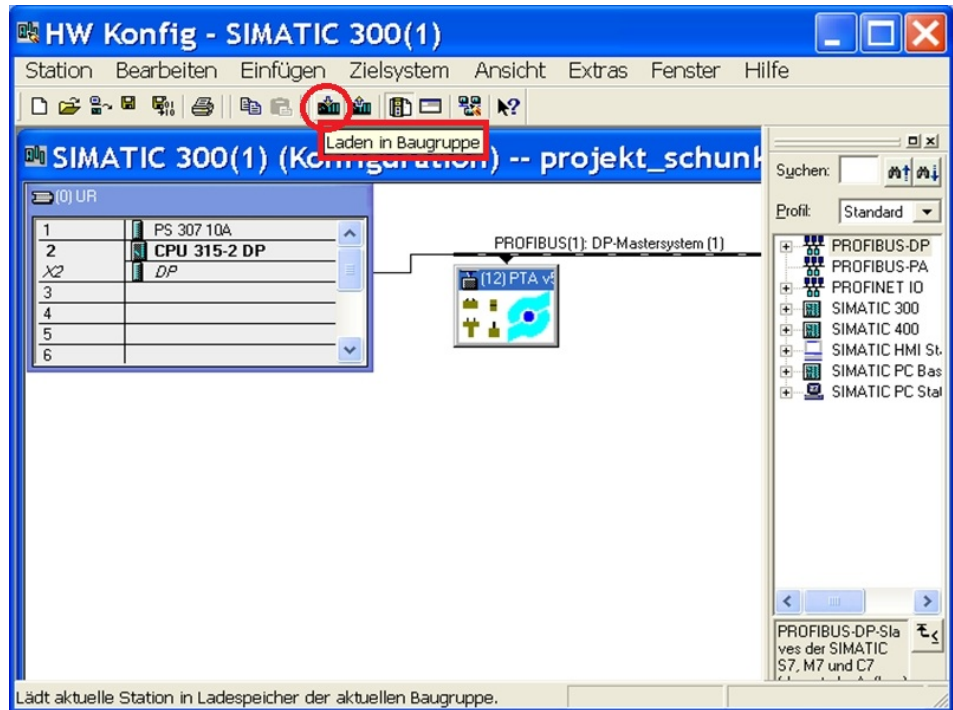 HW Konfig - SIMATIC 300(1)
Station Bearbeiten Einfügen Zielsystem Ansicht Extras Fenster Hilfe
Laden in Baugruppe
SIMATIC 300(1) (Konfiguration) -- projekt_schunk
Suchen:
Profil: Standard
(0) UR
1 PS 307 10A
2 CPU 315-2 DP
X2 DP
3
4
5
6
PROFIBUS(1): DP-Mastersystem (1)
(12) PTA v5
PROFIBUS-DP
PROFIBUS-PA
PROFINET IO
SIMATIC 300
SIMATIC 400
SIMATIC HMI St
SIMATIC PC Bas
SIMATIC PC Stat
PROFIBUS-DP-Sla
ves der SIMATIC
S7, M7 und C7
Lädt aktuelle Station in Ladespeicher der aktuellen Baugruppe.